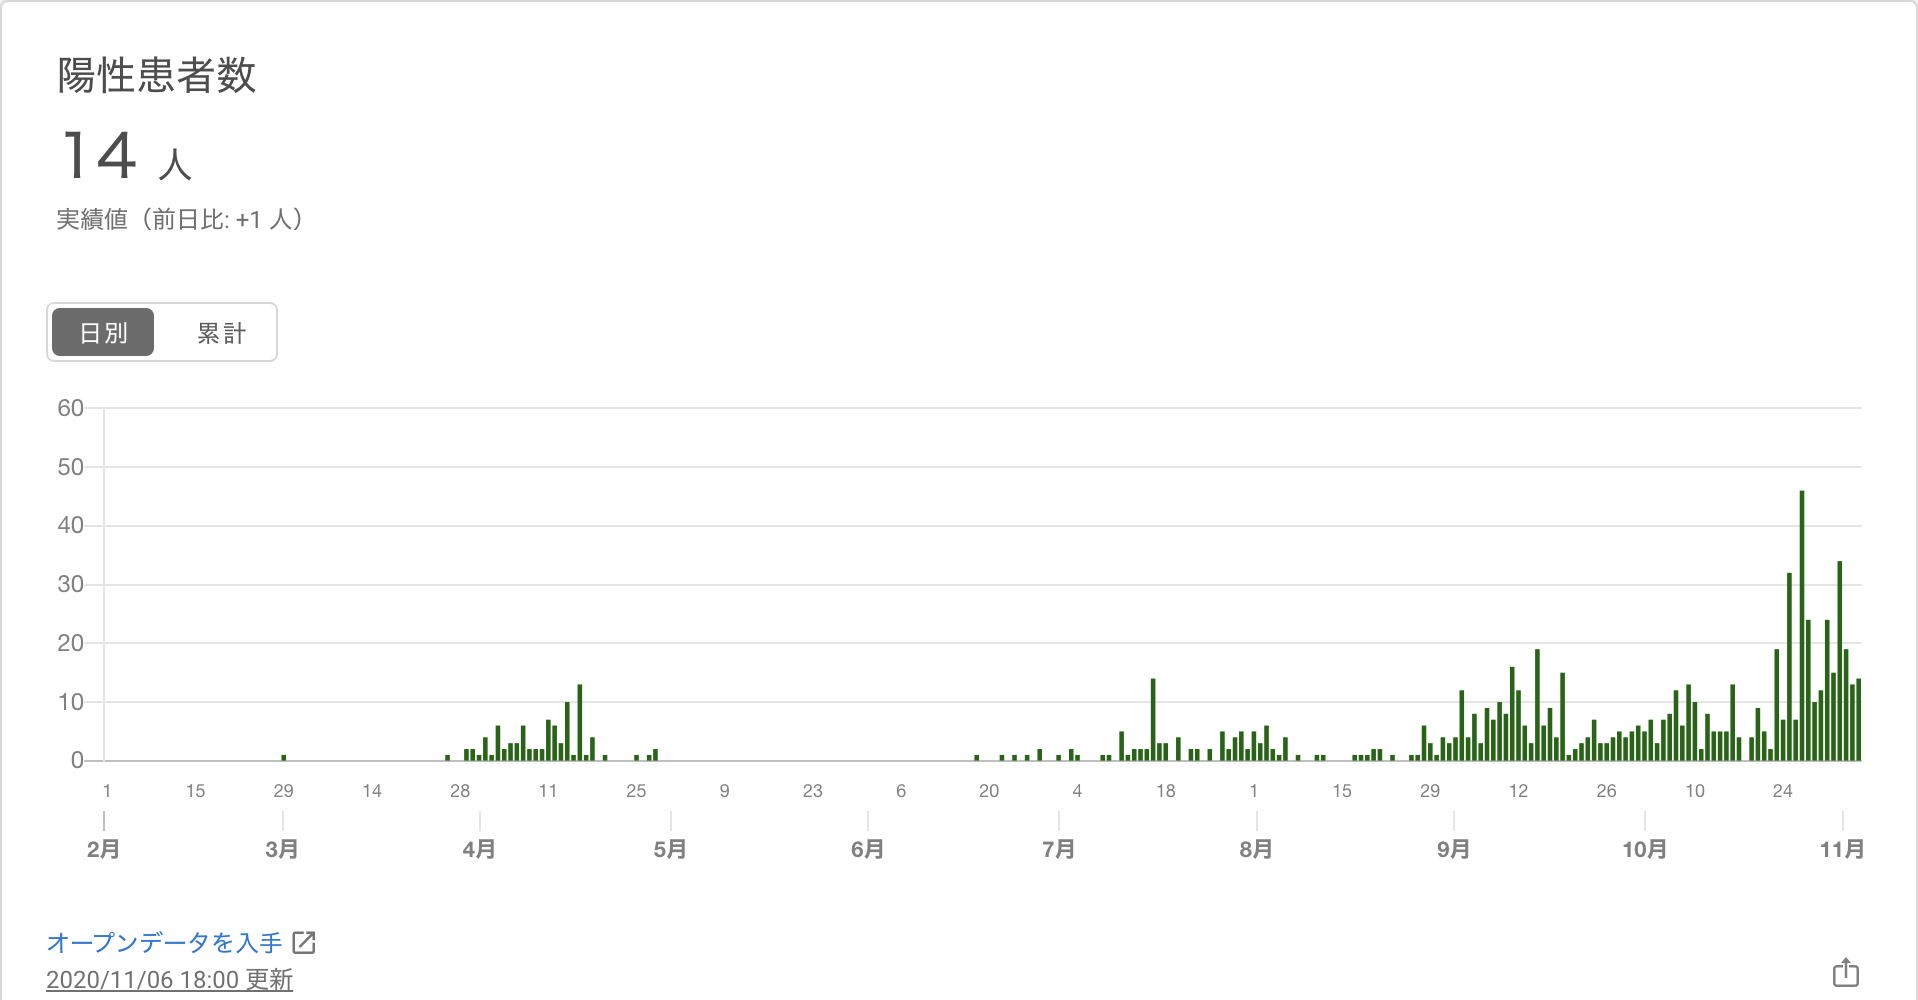 陽性患者数
14 人
実績値（前日比: +1 人）
日別 累計
60
50
40
30
20
10
0
1 15 29 14 28 11 25 9 23 6 20 4 18 1 15 29 12 26 10 24
2月 3月 4月 5月 6月 7月 8月 9月 10月 11月
オープンデータを入手
2020/11/06 18:00 更新